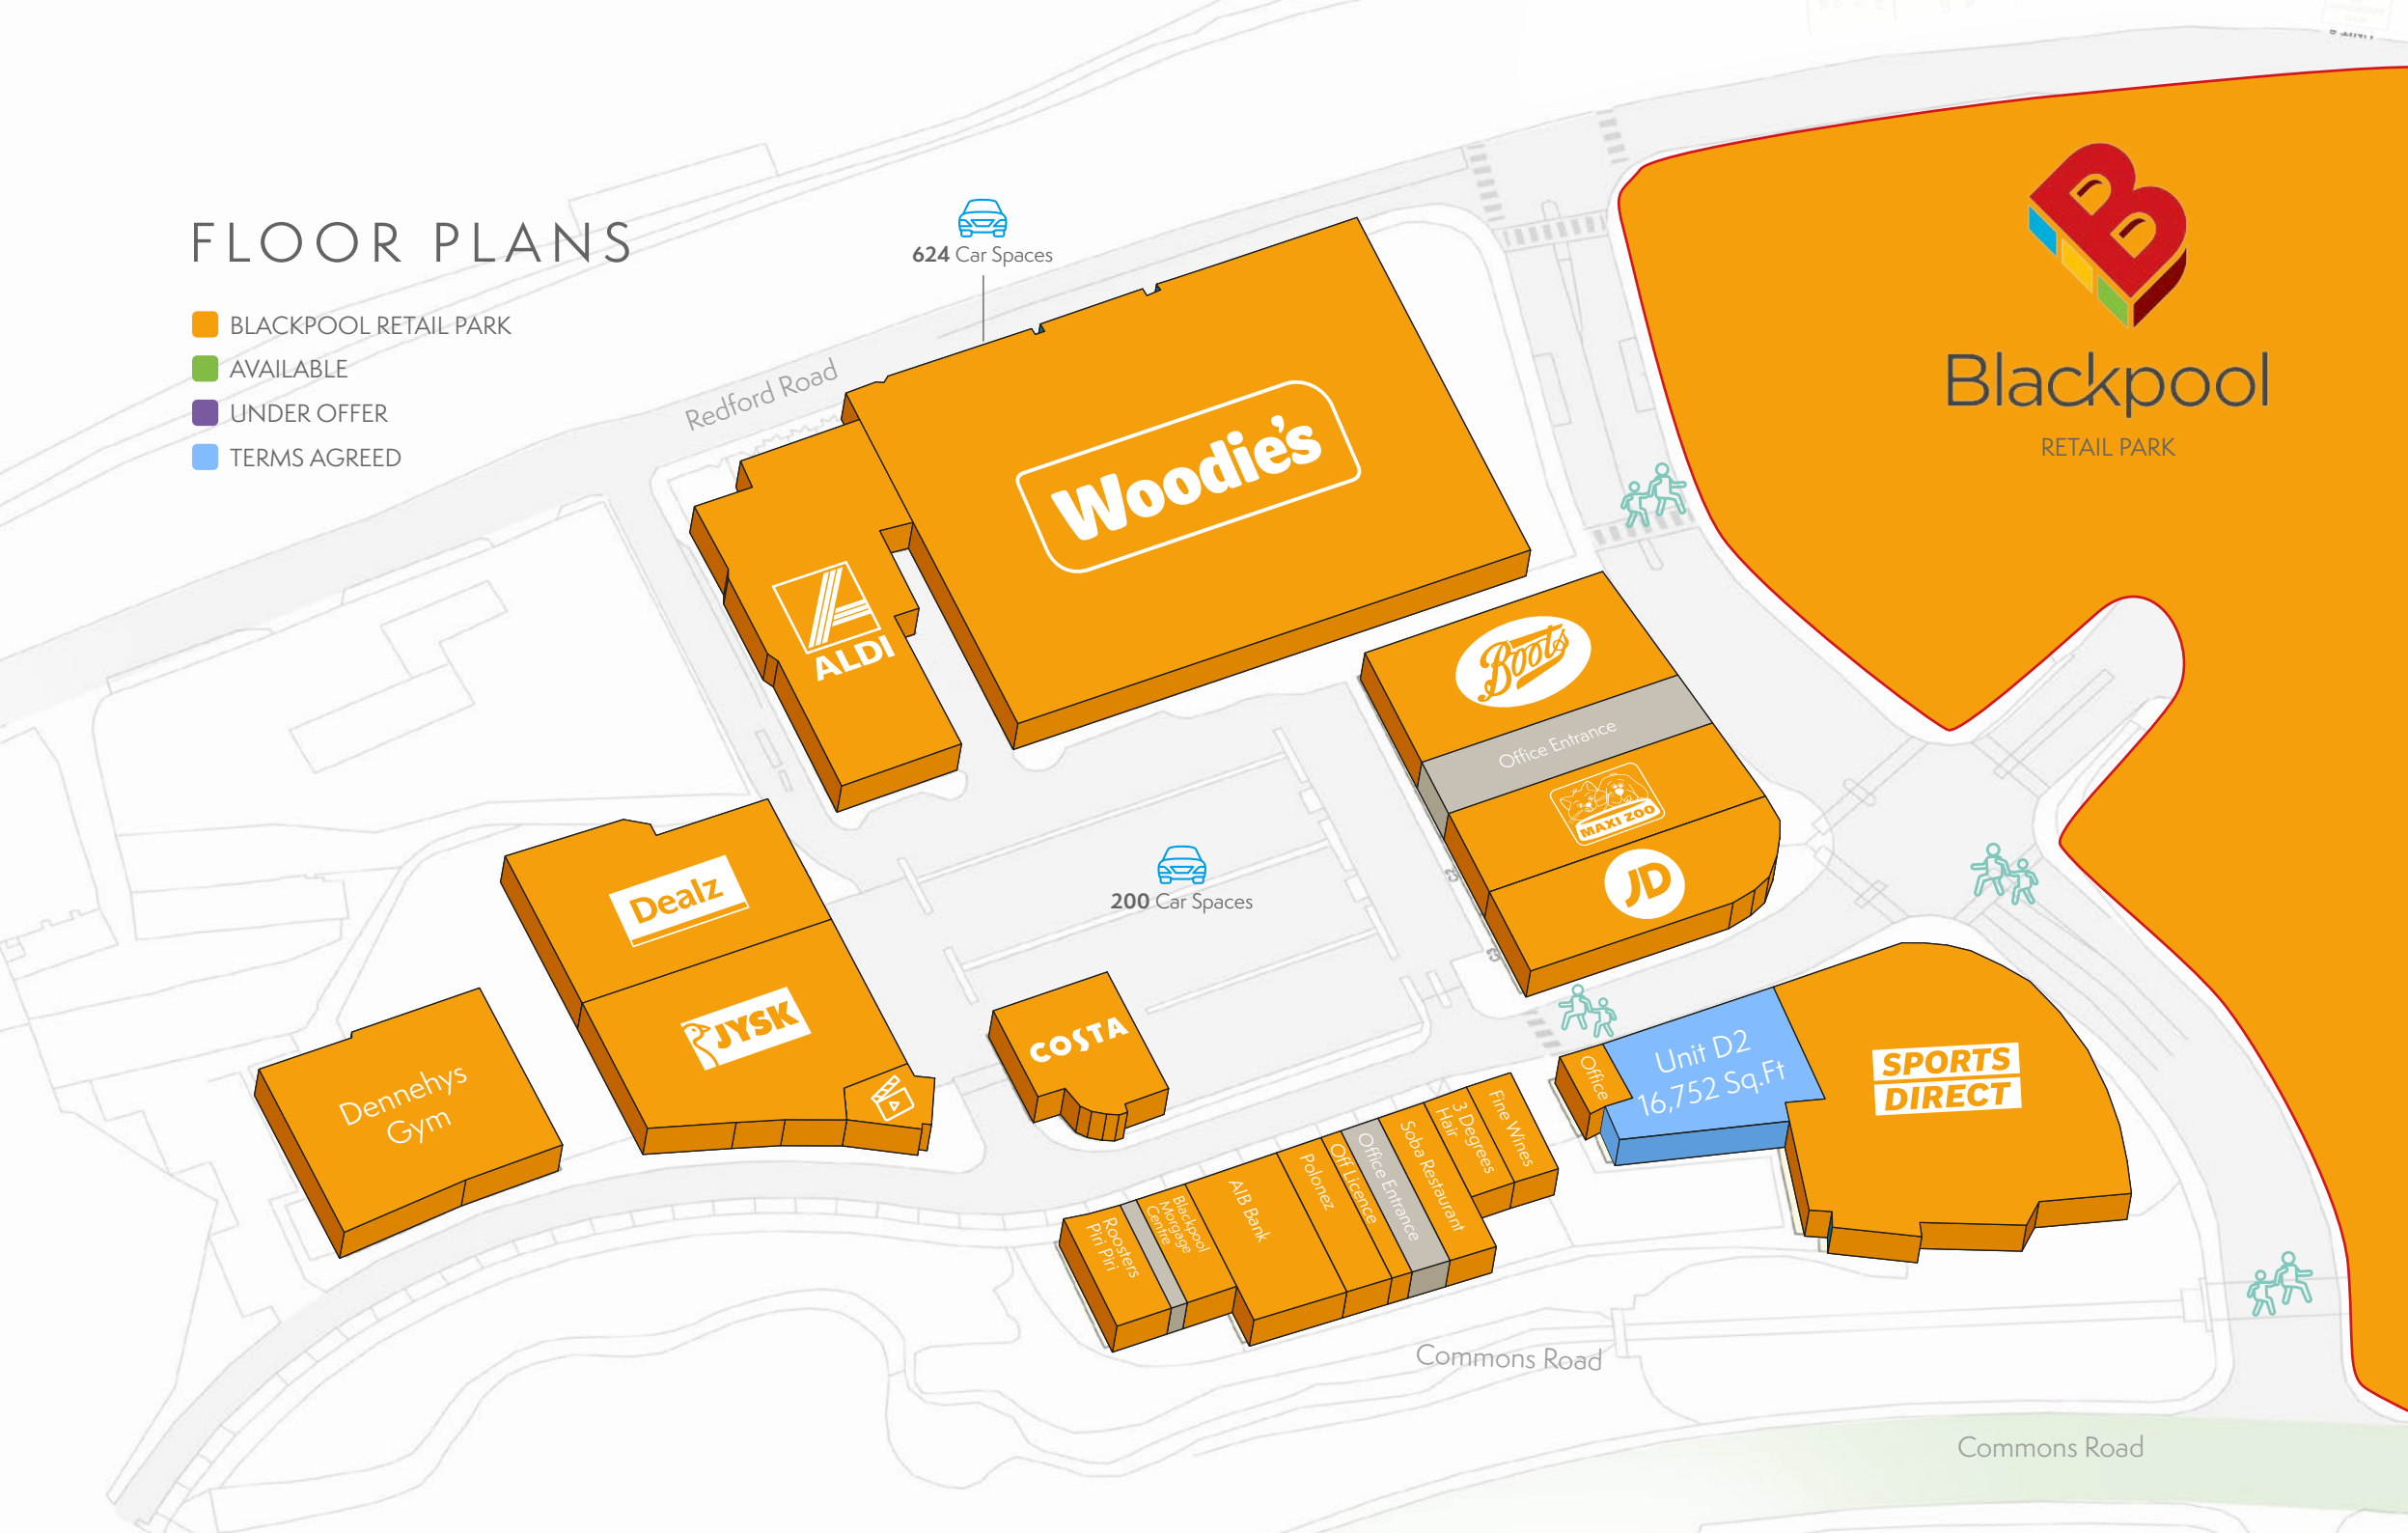 FLOOR PLANS
BLACKPOOL RETAIL PARK
AVAILABLE
UNDER OFFER
TERMS AGREED
624 Car Spaces
Redford Road
Woodie's
ALDI
Blackpool
RETAIL PARK
Boots
Office Entrance
MAXI ZOO
JD
C2
C3
200 Car Spaces
Dealz
JYSK
Dennehys
Gym
COSTA
Office
Unit D2
16,752 Sq.Ft
SPORTS
DIRECT
Roosters
Piri Piri
Blackpool
Morgage
Centre
AIB Bank
Polonez
Off Licence
Office Entrance
Soba Restaurant
3 Degrees
Hair
Fine Wines
Commons Road
Commons Road